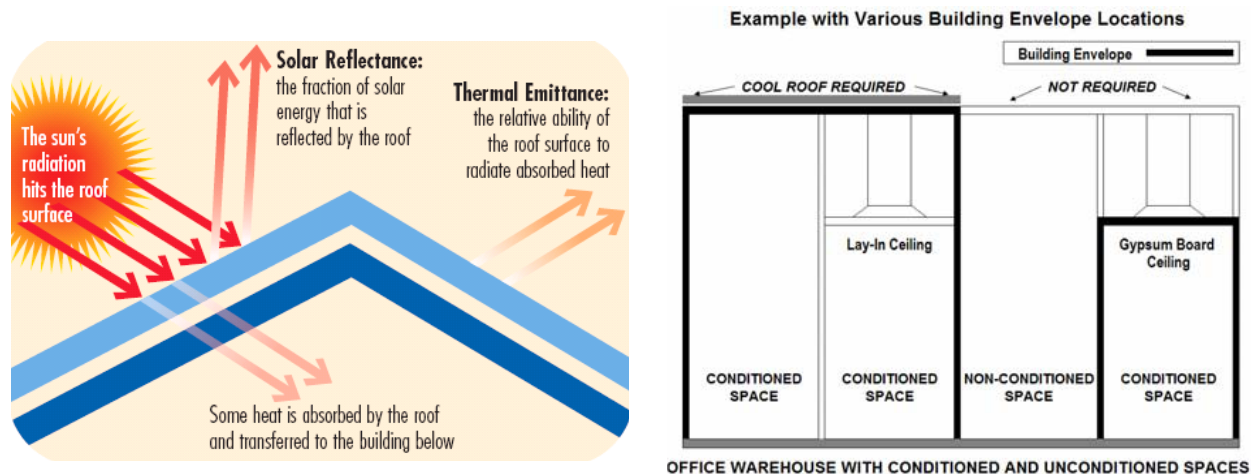 Solar Reflectance:
the fraction of solar
energy that is
reflected by the roof
Thermal Emittance:
the relative ability of
the roof surface to
radiate absorbed heat
The sun's
radiation
hits the roof
surface
Some heat is absorbed by the roof
and transferred to the building below
Example with Various Building Envelope Locations
Building Envelope
COOL ROOF REQUIRED
NOT REQUIRED
Lay-In Ceiling
Gypsum Board
Ceiling
CONDITIONED
SPACE
CONDITIONED
SPACE
NON-CONDITIONED
SPACE
CONDITIONED
SPACE
OFFICE WAREHOUSE WITH CONDITIONED AND UNCONDITIONED SPACES